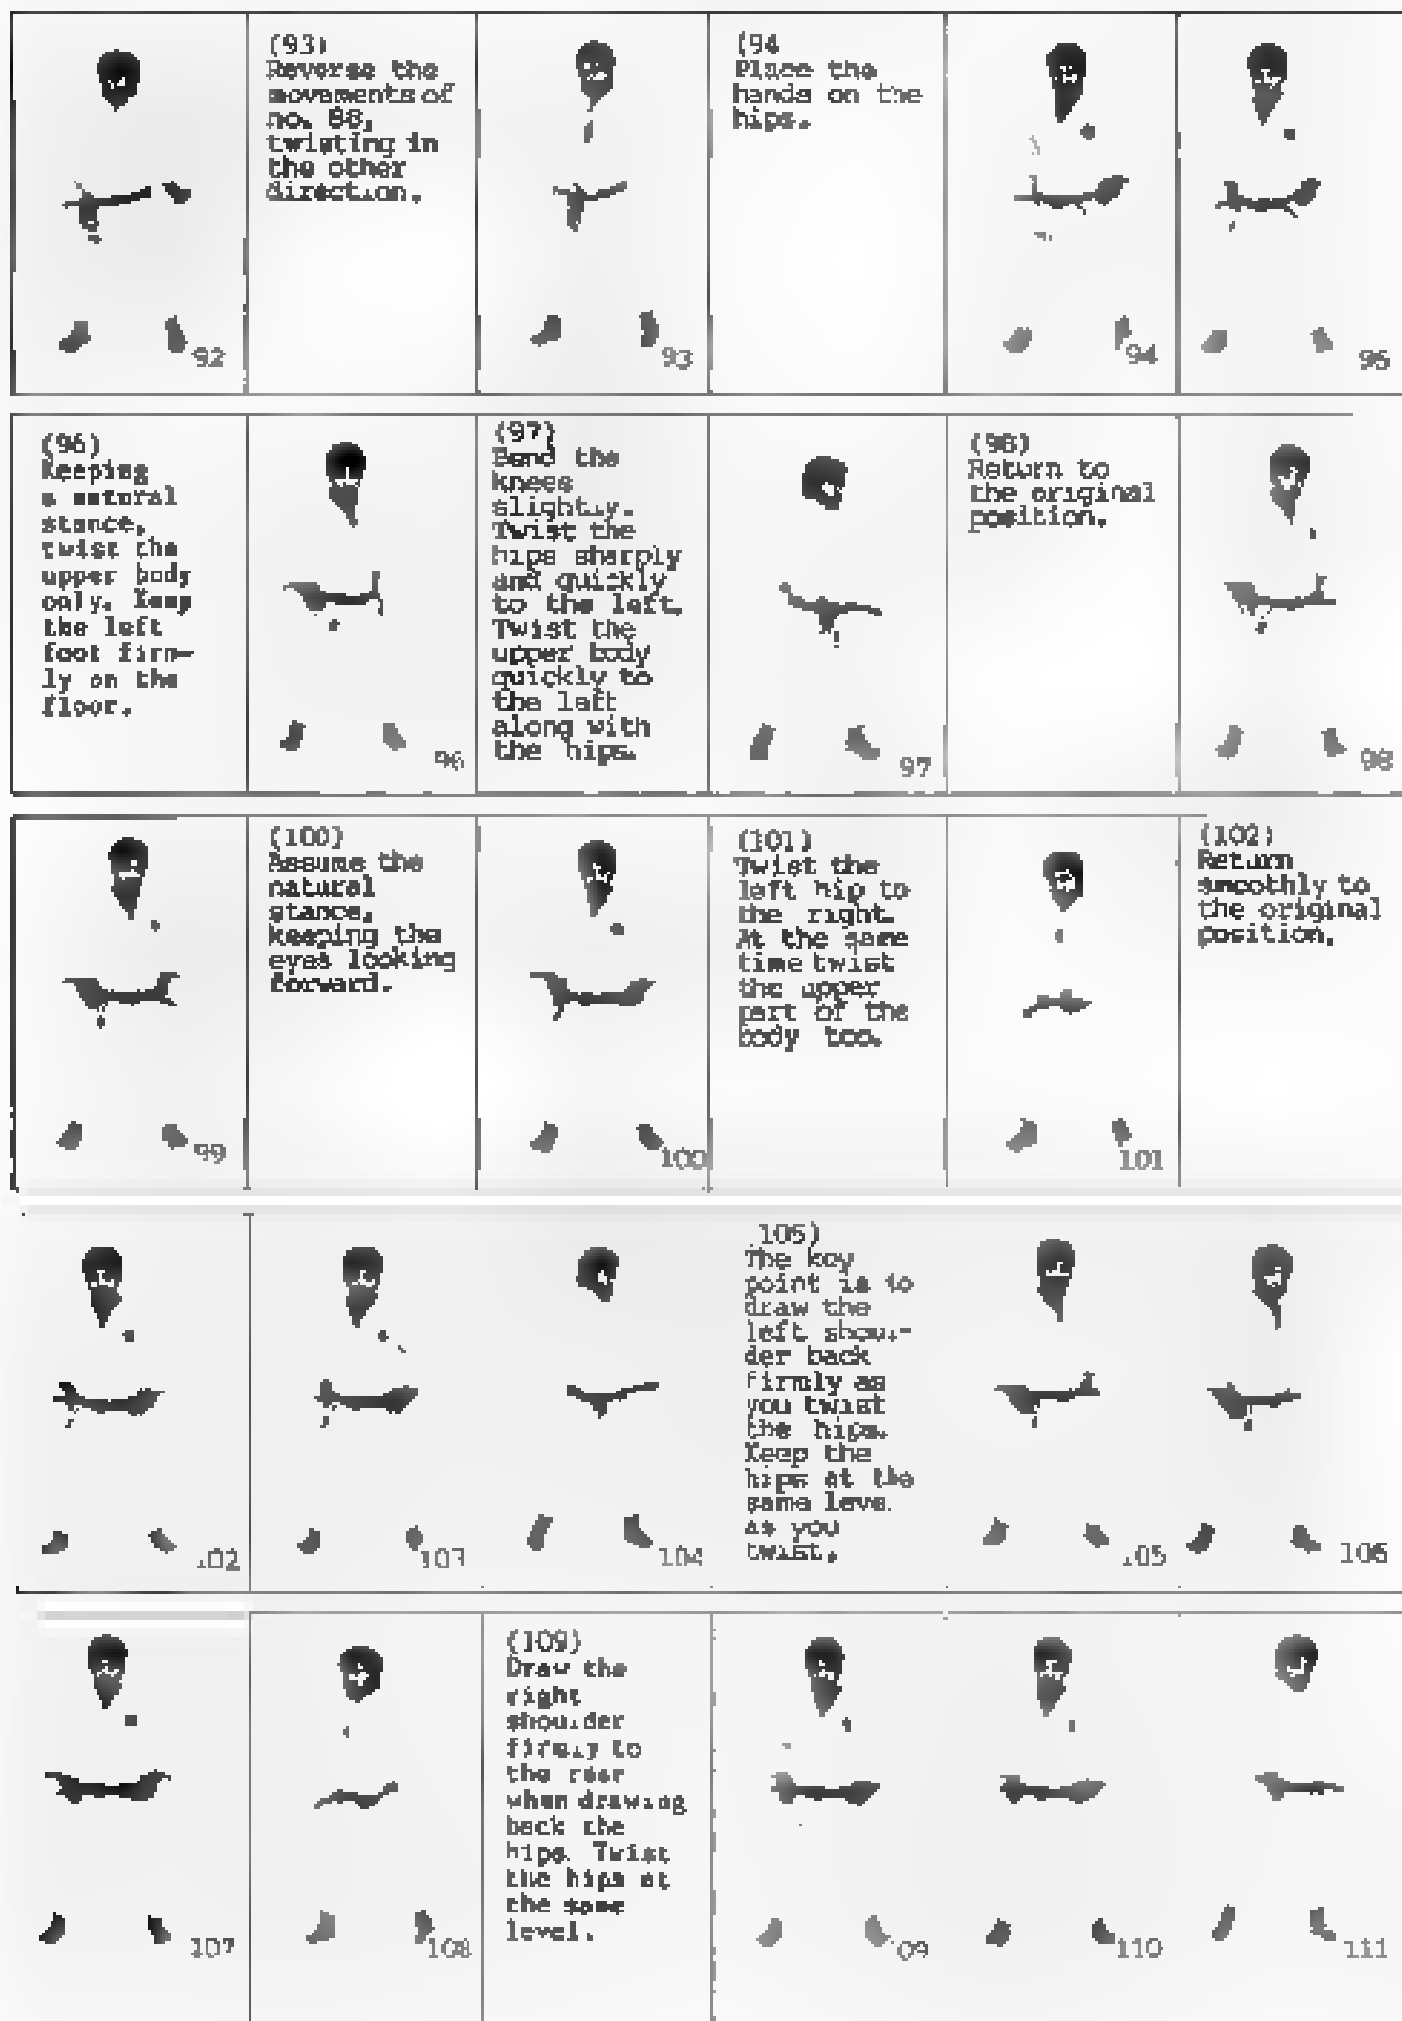 (93)
Reverse the
movements of
no. 88,
twisting in
the other
direction.
(94
Place the
hands on the
hips.
92
93
94
95
(96)
Keeping
a natural
stance,
twist the
upper body
only. Keep
the left
foot firm-
ly on the
floor.
96
(97)
Bend the
knees
slightly.
Twist the
hips sharply
and quickly
to the left.
Twist the
upper body
quickly to
the left
along with
the hips.
97
(98)
Return to
the original
position.
98
99
(100)
Assume the
natural
stance,
keeping the
eyes looking
forward.
100
(101)
Twist the
left hip to
the right.
At the same
time twist
the upper
part of the
body too.
101
(102)
Return
smoothly to
the original
position.
102
103
104
105)
The key
point is to
draw the
left shoul-
der back
firmly as
you twist
the hips.
Keep the
hips at the
same level
as you
twist.
105
106
107
108
(109)
Draw the
right
shoulder
firmly to
the rear
when drawing
back the
hips. Twist
the hips at
the same
level.
109
110
111